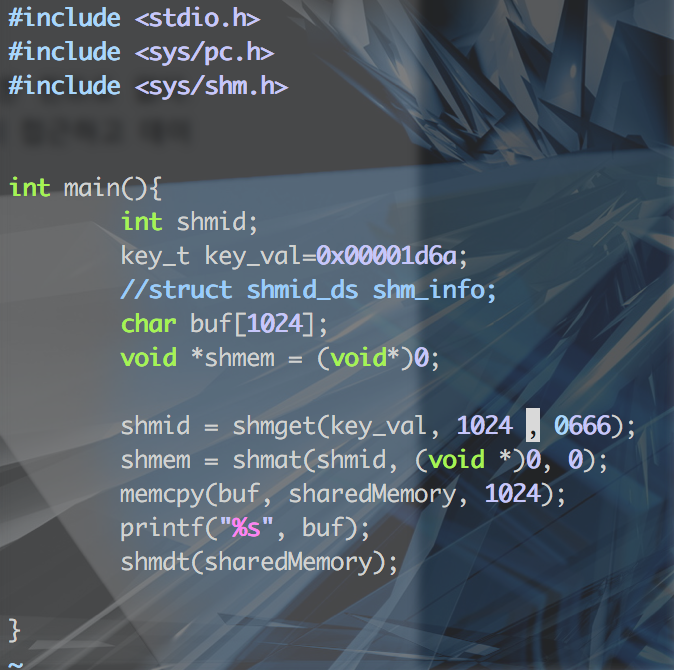 #include <stdio.h>
#include <sys/pc.h>
#include <sys/shm.h>
int main(){
int shmid;
key_t key_val=0x00001d6a;
//struct shmid_ds shm_info;
char buf[1024];
void *shmem = (void*)0;
shmid = shmget(key_val, 1024 , 0666);
shmem = shmat(shmid, (void *)0, 0);
memcpy(buf, sharedMemory, 1024);
printf("%s", buf);
shmdt(sharedMemory);
}
~